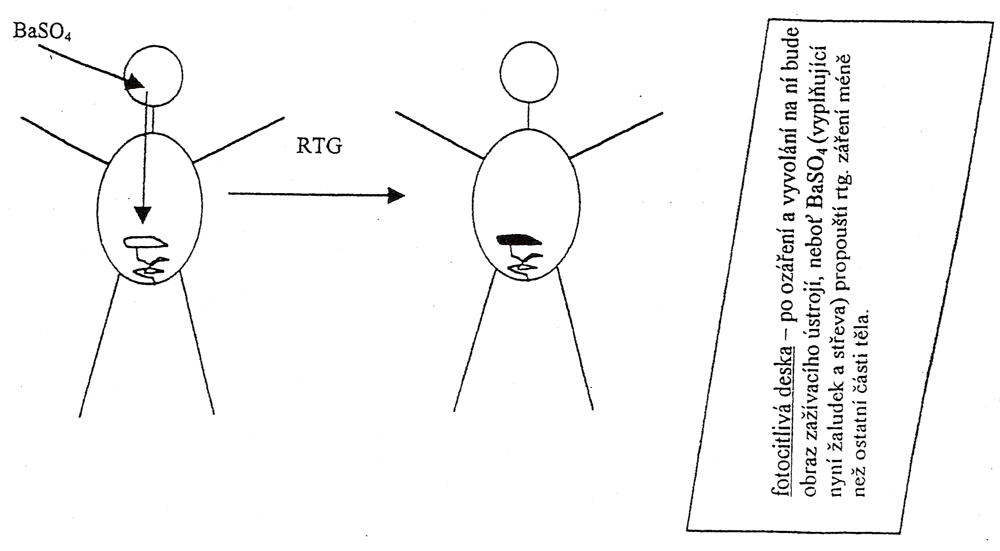 BaSO₄
RTG
fotocitlivá deska – po ozáření a vyvolání na ní bude
obraz zažívacího ústrojí, neboť BaSO₄ (vyplňující
nyní žaludek a střeva) propouští rtg. záření méně
než ostatní části těla.